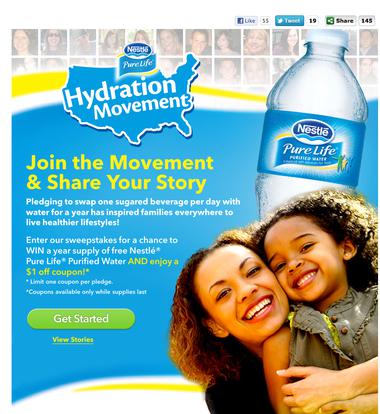 Like 55 Tweet 19 Share 145
Nestlé
Pure Life
Hydration
Movement
Nestlé
Pure Life
PURIFIED WATER
Join the Movement
& Share Your Story
Pledging to swap one sugared beverage per day with
water for a year has inspired families everywhere to
live healthier lifestyles!
Enter our sweepstakes for a chance to
WIN a year supply of free Nestlé®
Pure Life® Purified Water AND enjoy a
$1 off coupon!*
* Limit one coupon per pledge.
*Coupons available only while supplies last
Get Started
View Stories